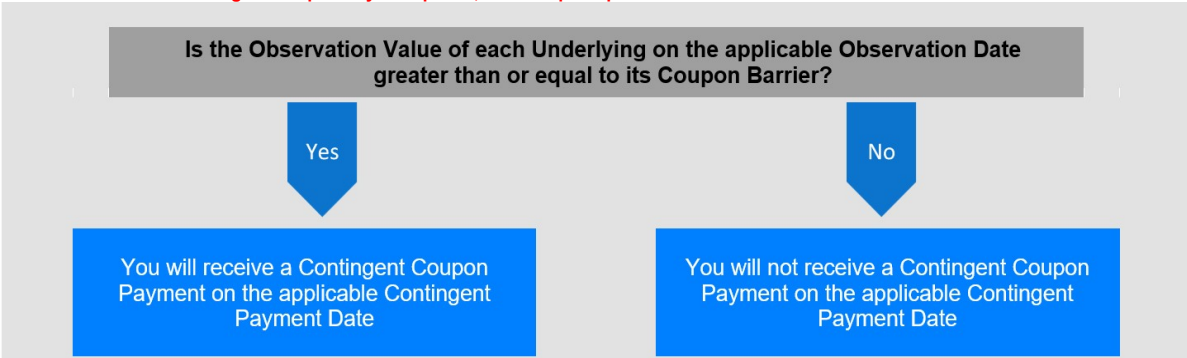 Is the Observation Value of each Underlying on the applicable Observation Date
greater than or equal to its Coupon Barrier?
Yes
No
You will receive a Contingent Coupon
Payment on the applicable Contingent
Payment Date
You will not receive a Contingent Coupon
Payment on the applicable Contingent
Payment Date